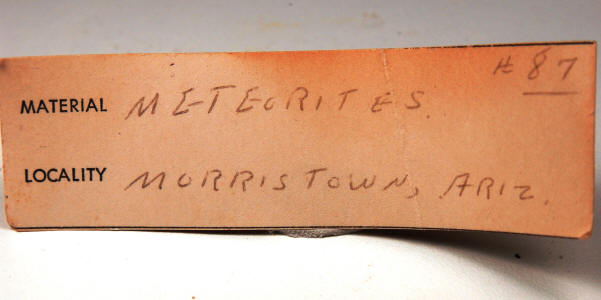 # 87
MATERIAL METEORITES.
LOCALITY MORRISTOWN, ARIZ.